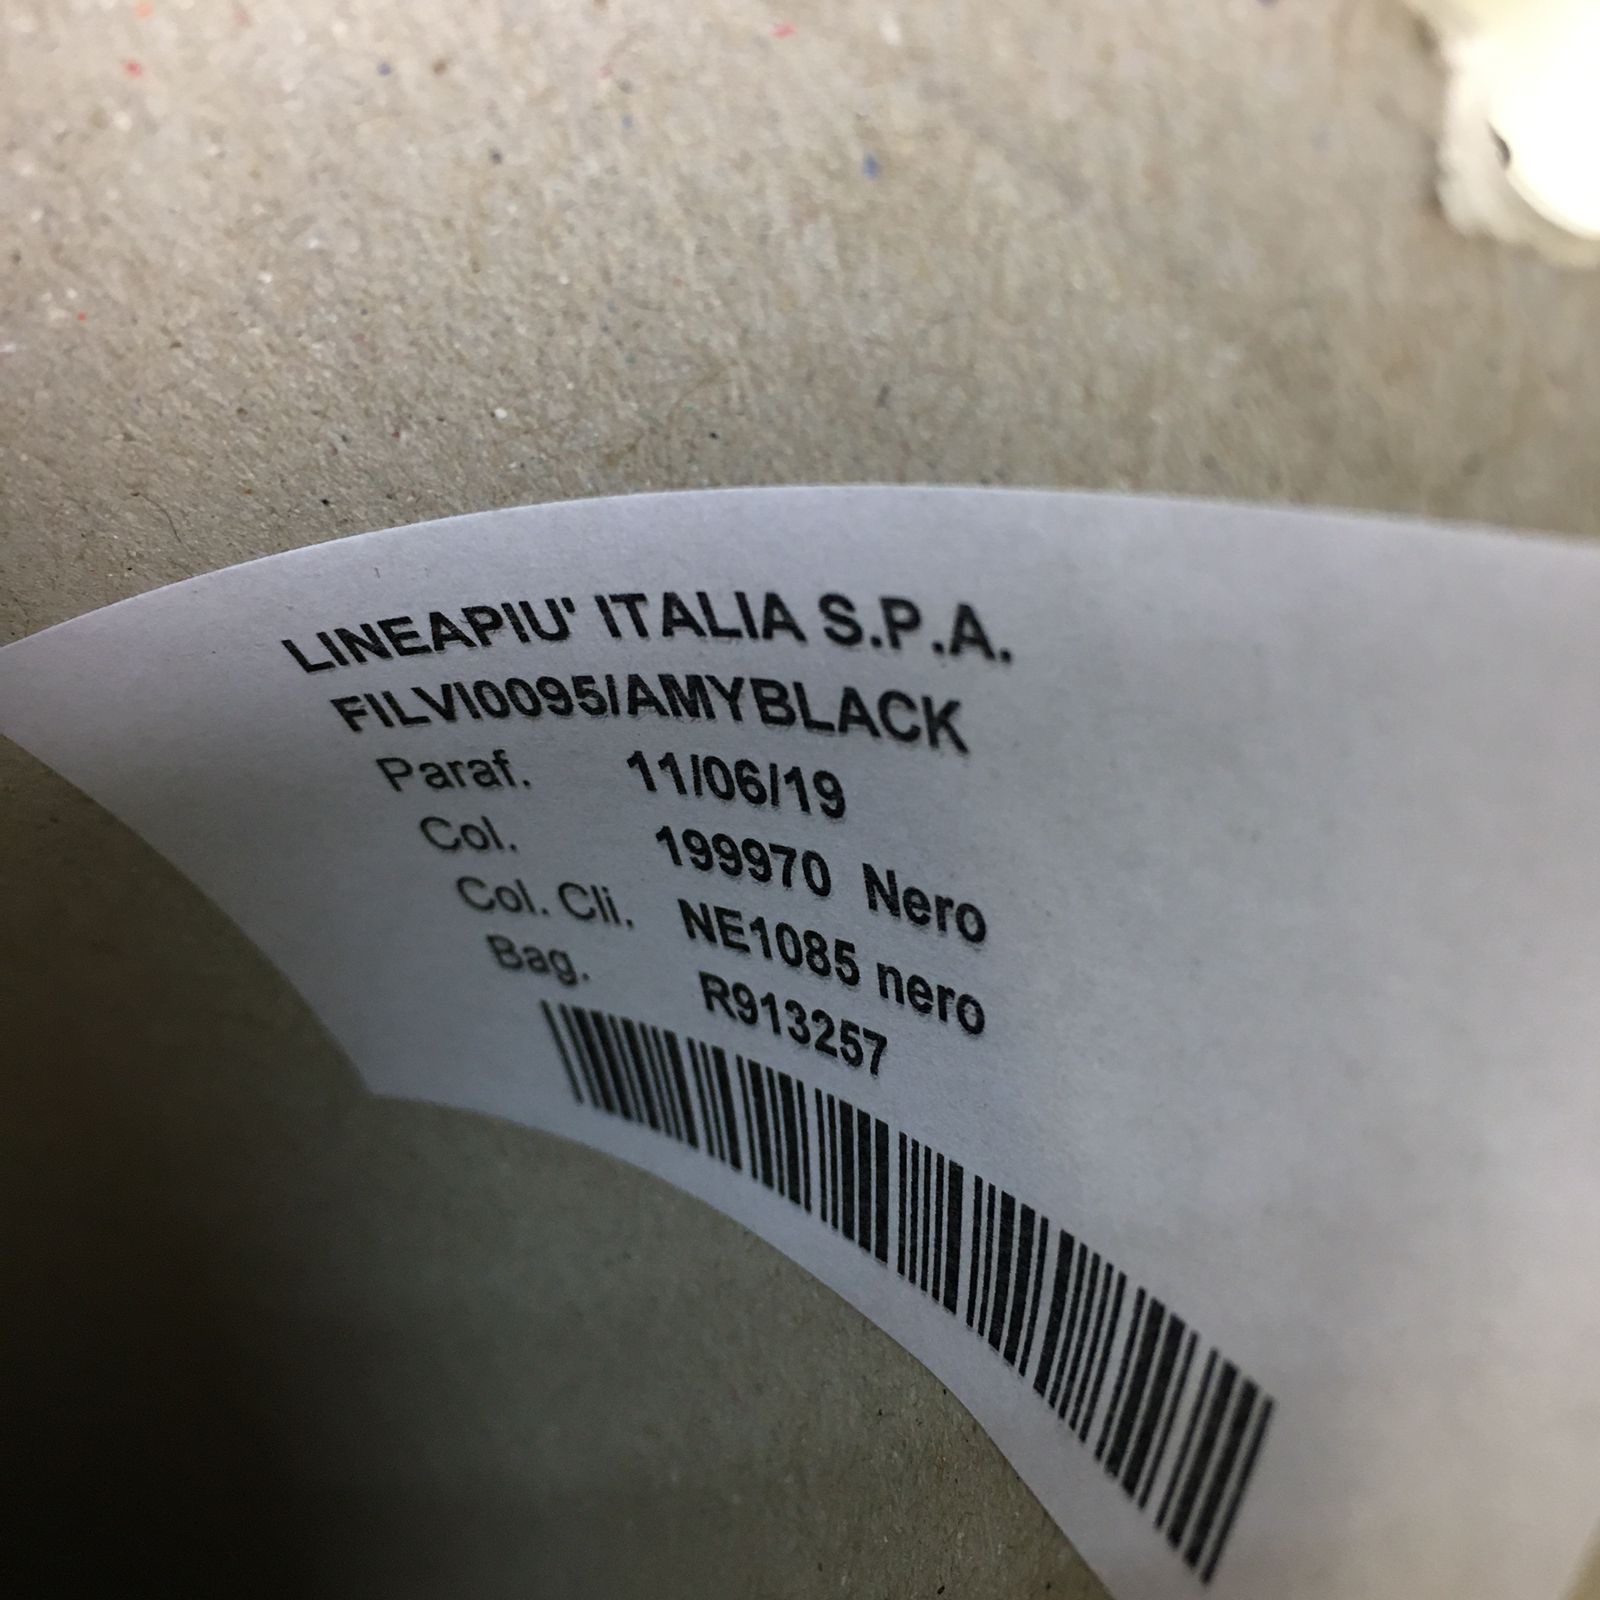 LINEAPIU' ITALIA S.P.A.
FILVI0095/AMYBLACK
Paraf. 11/06/19
Col. 199970 Nero
Col. Cli. NE1085 nero
Bag. R913257